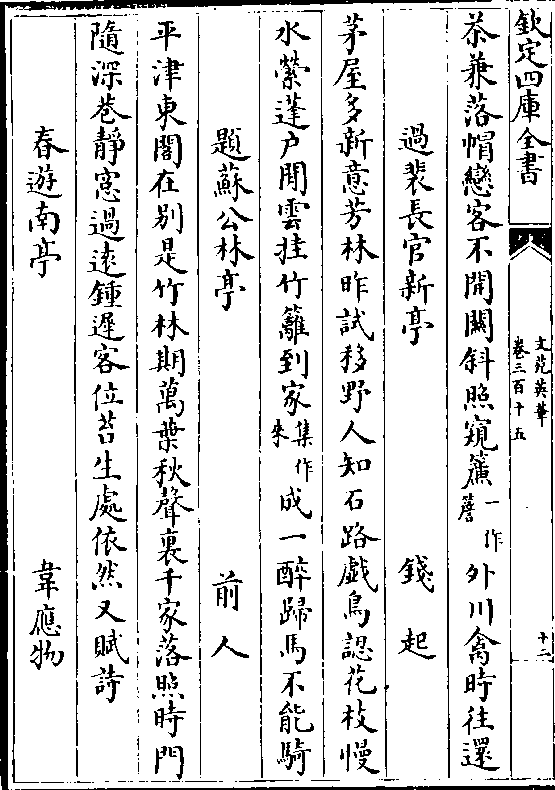 欽定四庫全書
文苑英華
卷三百十五
十二
茶兼落帽戀客不開闗斜照窺簾一作簷外川禽時往還
過裴長官新亭 錢起
茅屋多新意芳林昨試移野人知石路戲鳥認花枝慢
水縈蓬户閒雲挂竹籬到家集作來成一醉歸馬不能騎
題蘇公林亭 前人
平津東閣在别是竹林期萬葉秋聲裏千家落照時門
隨深巷靜窓過逺鍾遲客位苔生處依然又賦詩
春遊南亭 韋應物